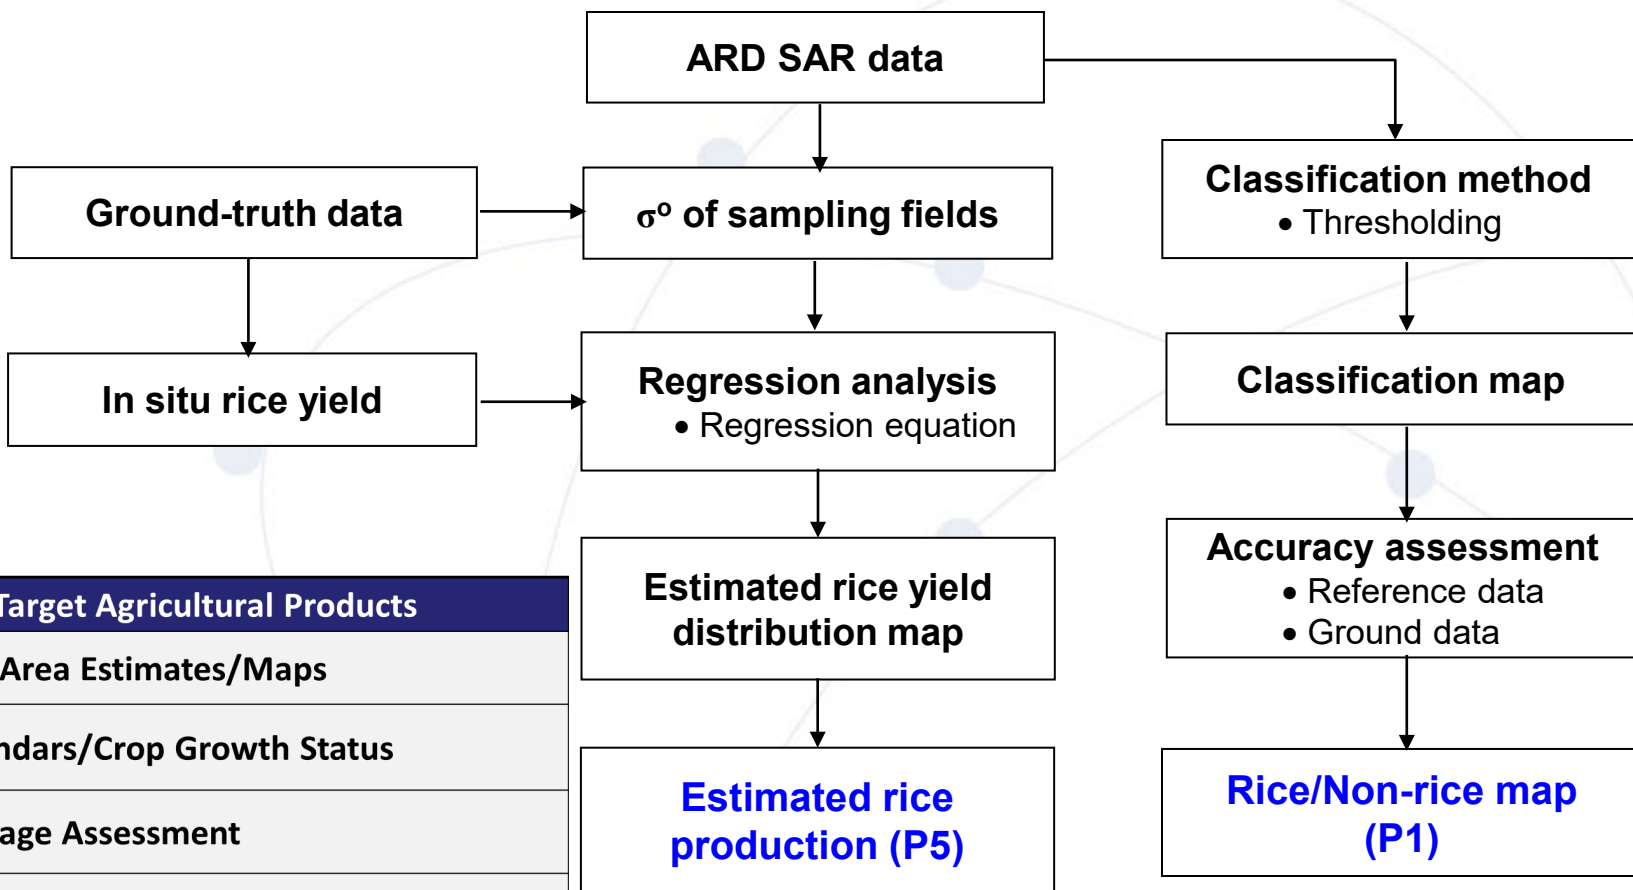 ARD SAR data
Ground-truth data
σº of sampling fields
Classification method
• Thresholding
In situ rice yield
Regression analysis
• Regression equation
Classification map
Estimated rice yield
distribution map
Accuracy assessment
• Reference data
• Ground data
Estimated rice
production (P5)
Rice/Non-rice map
(P1)
Target Agricultural Products
Area Estimates/Maps
ndars/Crop Growth Status
age Assessment